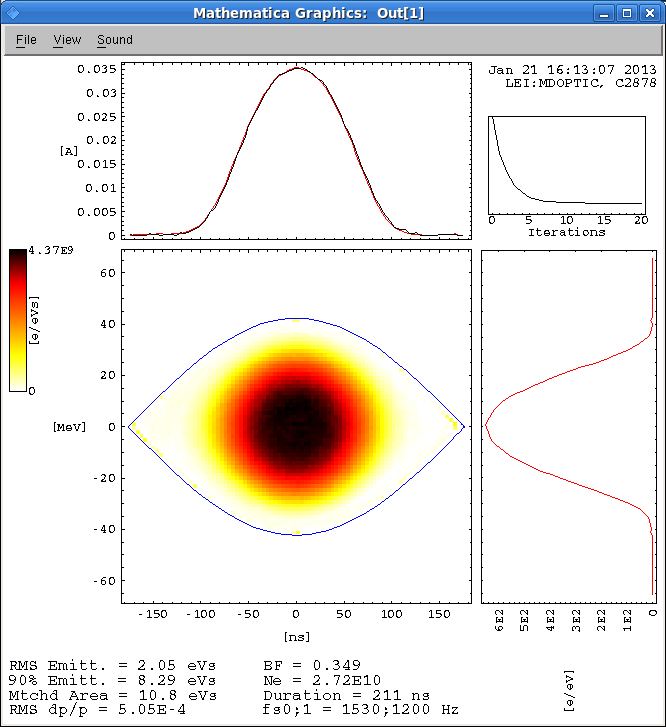 Mathematica Graphics: Out[1]
File View Sound
Jan 21 16:13:07 2013
LEI:MDOPTIC, C2878
0.035
0.03
0.025
0.02
0.015
0.01
0.005
0
[A]
0 5 10 15 20
Iterations
4.37E9
[e/eVs]
0
60
40
20
0
-20
-40
-60
[MeV]
-150 -100 -50 0 50 100 150
[ns]
6E2 5E2 4E2 3E2 2E2 1E2 0
[e/eV]
RMS Emitt. = 2.05 eVs BF = 0.349
90% Emitt. = 8.29 eVs Ne = 2.72E10
Mtchd Area = 10.8 eVs Duration = 211 ns
RMS dp/p = 5.05E-4 fs0;1 = 1530;1200 Hz